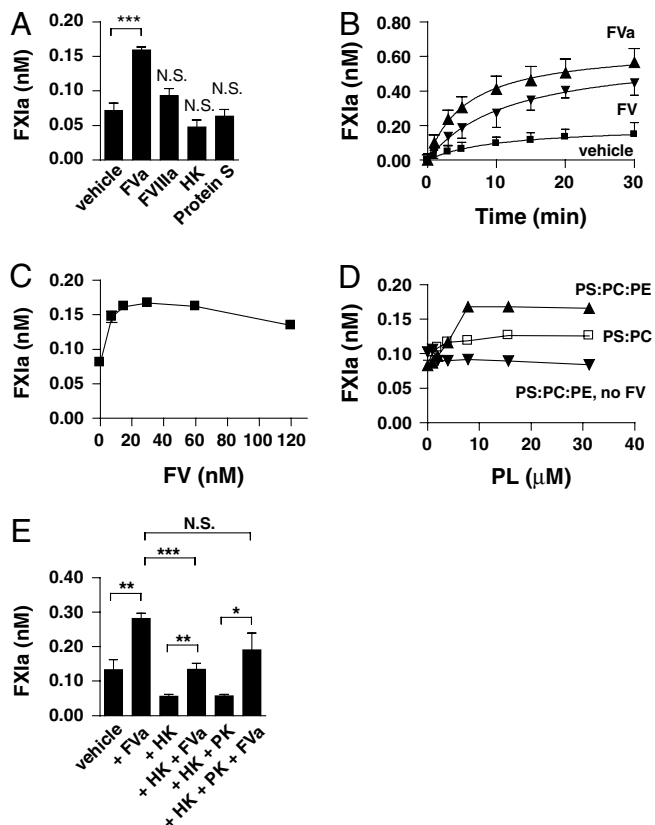 A
FXIa (nM)
0.20
0.15
0.10
0.05
0.00
***
N.S.
N.S.
N.S.
vehicle
FVa
FVIIIa
HK
Protein S
B
FXIa (nM)
0.80
0.60
0.40
0.20
0.00
FVa
FV
vehicle
0 10 20 30
Time (min)
C
FXIa (nM)
0.20
0.15
0.10
0.05
0.00
0 20 40 60 80 100 120
FV (nM)
D
FXIa (nM)
0.20
0.15
0.10
0.05
0.00
PS:PC:PE
PS:PC
PS:PC:PE, no FV
0 10 20 30 40
PL (μM)
E
FXIa (nM)
0.40
0.30
0.20
0.10
0.00
N.S.
***
**
**
*
vehicle
+ FVa
+ HK
+ HK + FVa
+ HK + PK
+ HK + PK + FVa